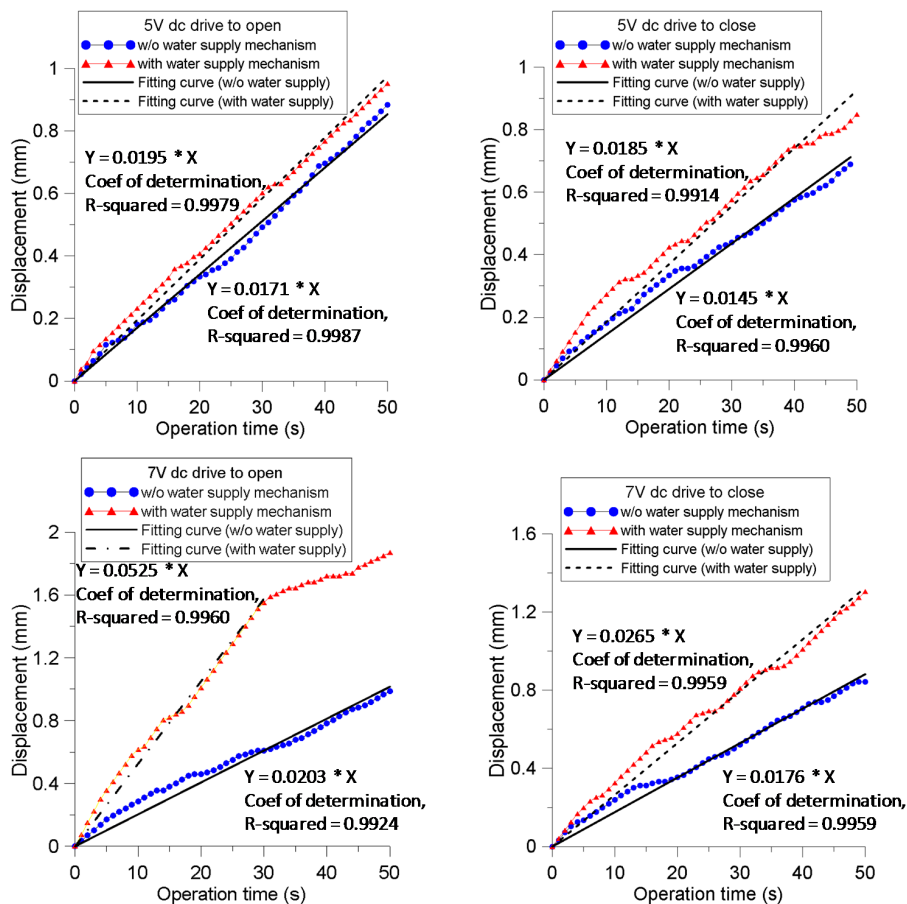 5V dc drive to open
w/o water supply mechanism
with water supply mechanism
Fitting curve (w/o water supply)
Fitting curve (with water supply)
1
0.8
0.6
0.4
0.2
0
Displacement (mm)
Y = 0.0195 * X
Coef of determination,
R-squared = 0.9979
Y = 0.0171 * X
Coef of determination,
R-squared = 0.9987
0 10 20 30 40 50
Operation time (s)
5V dc drive to close
w/o water supply mechanism
with water supply mechanism
Fitting curve (w/o water supply)
Fitting curve (with water supply)
1
0.8
0.6
0.4
0.2
0
Displacement (mm)
Y = 0.0185 * X
Coef of determination,
R-squared = 0.9914
Y = 0.0145 * X
Coef of determination,
R-squared = 0.9960
0 10 20 30 40 50
Operation time (s)
7V dc drive to open
w/o water supply mechanism
with water supply mechanism
Fitting curve (w/o water supply)
Fitting curve (with water supply)
2
1.6
1.2
0.8
0.4
0
Displacement (mm)
Y = 0.0525 * X
Coef of determination,
R-squared = 0.9960
Y = 0.0203 * X
Coef of determination,
R-squared = 0.9924
0 10 20 30 40 50
Operation time (s)
7V dc drive to close
w/o water supply mechanism
with water supply mechanism
Fitting curve (w/o water supply)
Fitting curve (with water supply)
1.6
1.2
0.8
0.4
0
Displacement (mm)
Y = 0.0265 * X
Coef of determination,
R-squared = 0.9959
Y = 0.0176 * X
Coef of determination,
R-squared = 0.9959
0 10 20 30 40 50
Operation time (s)